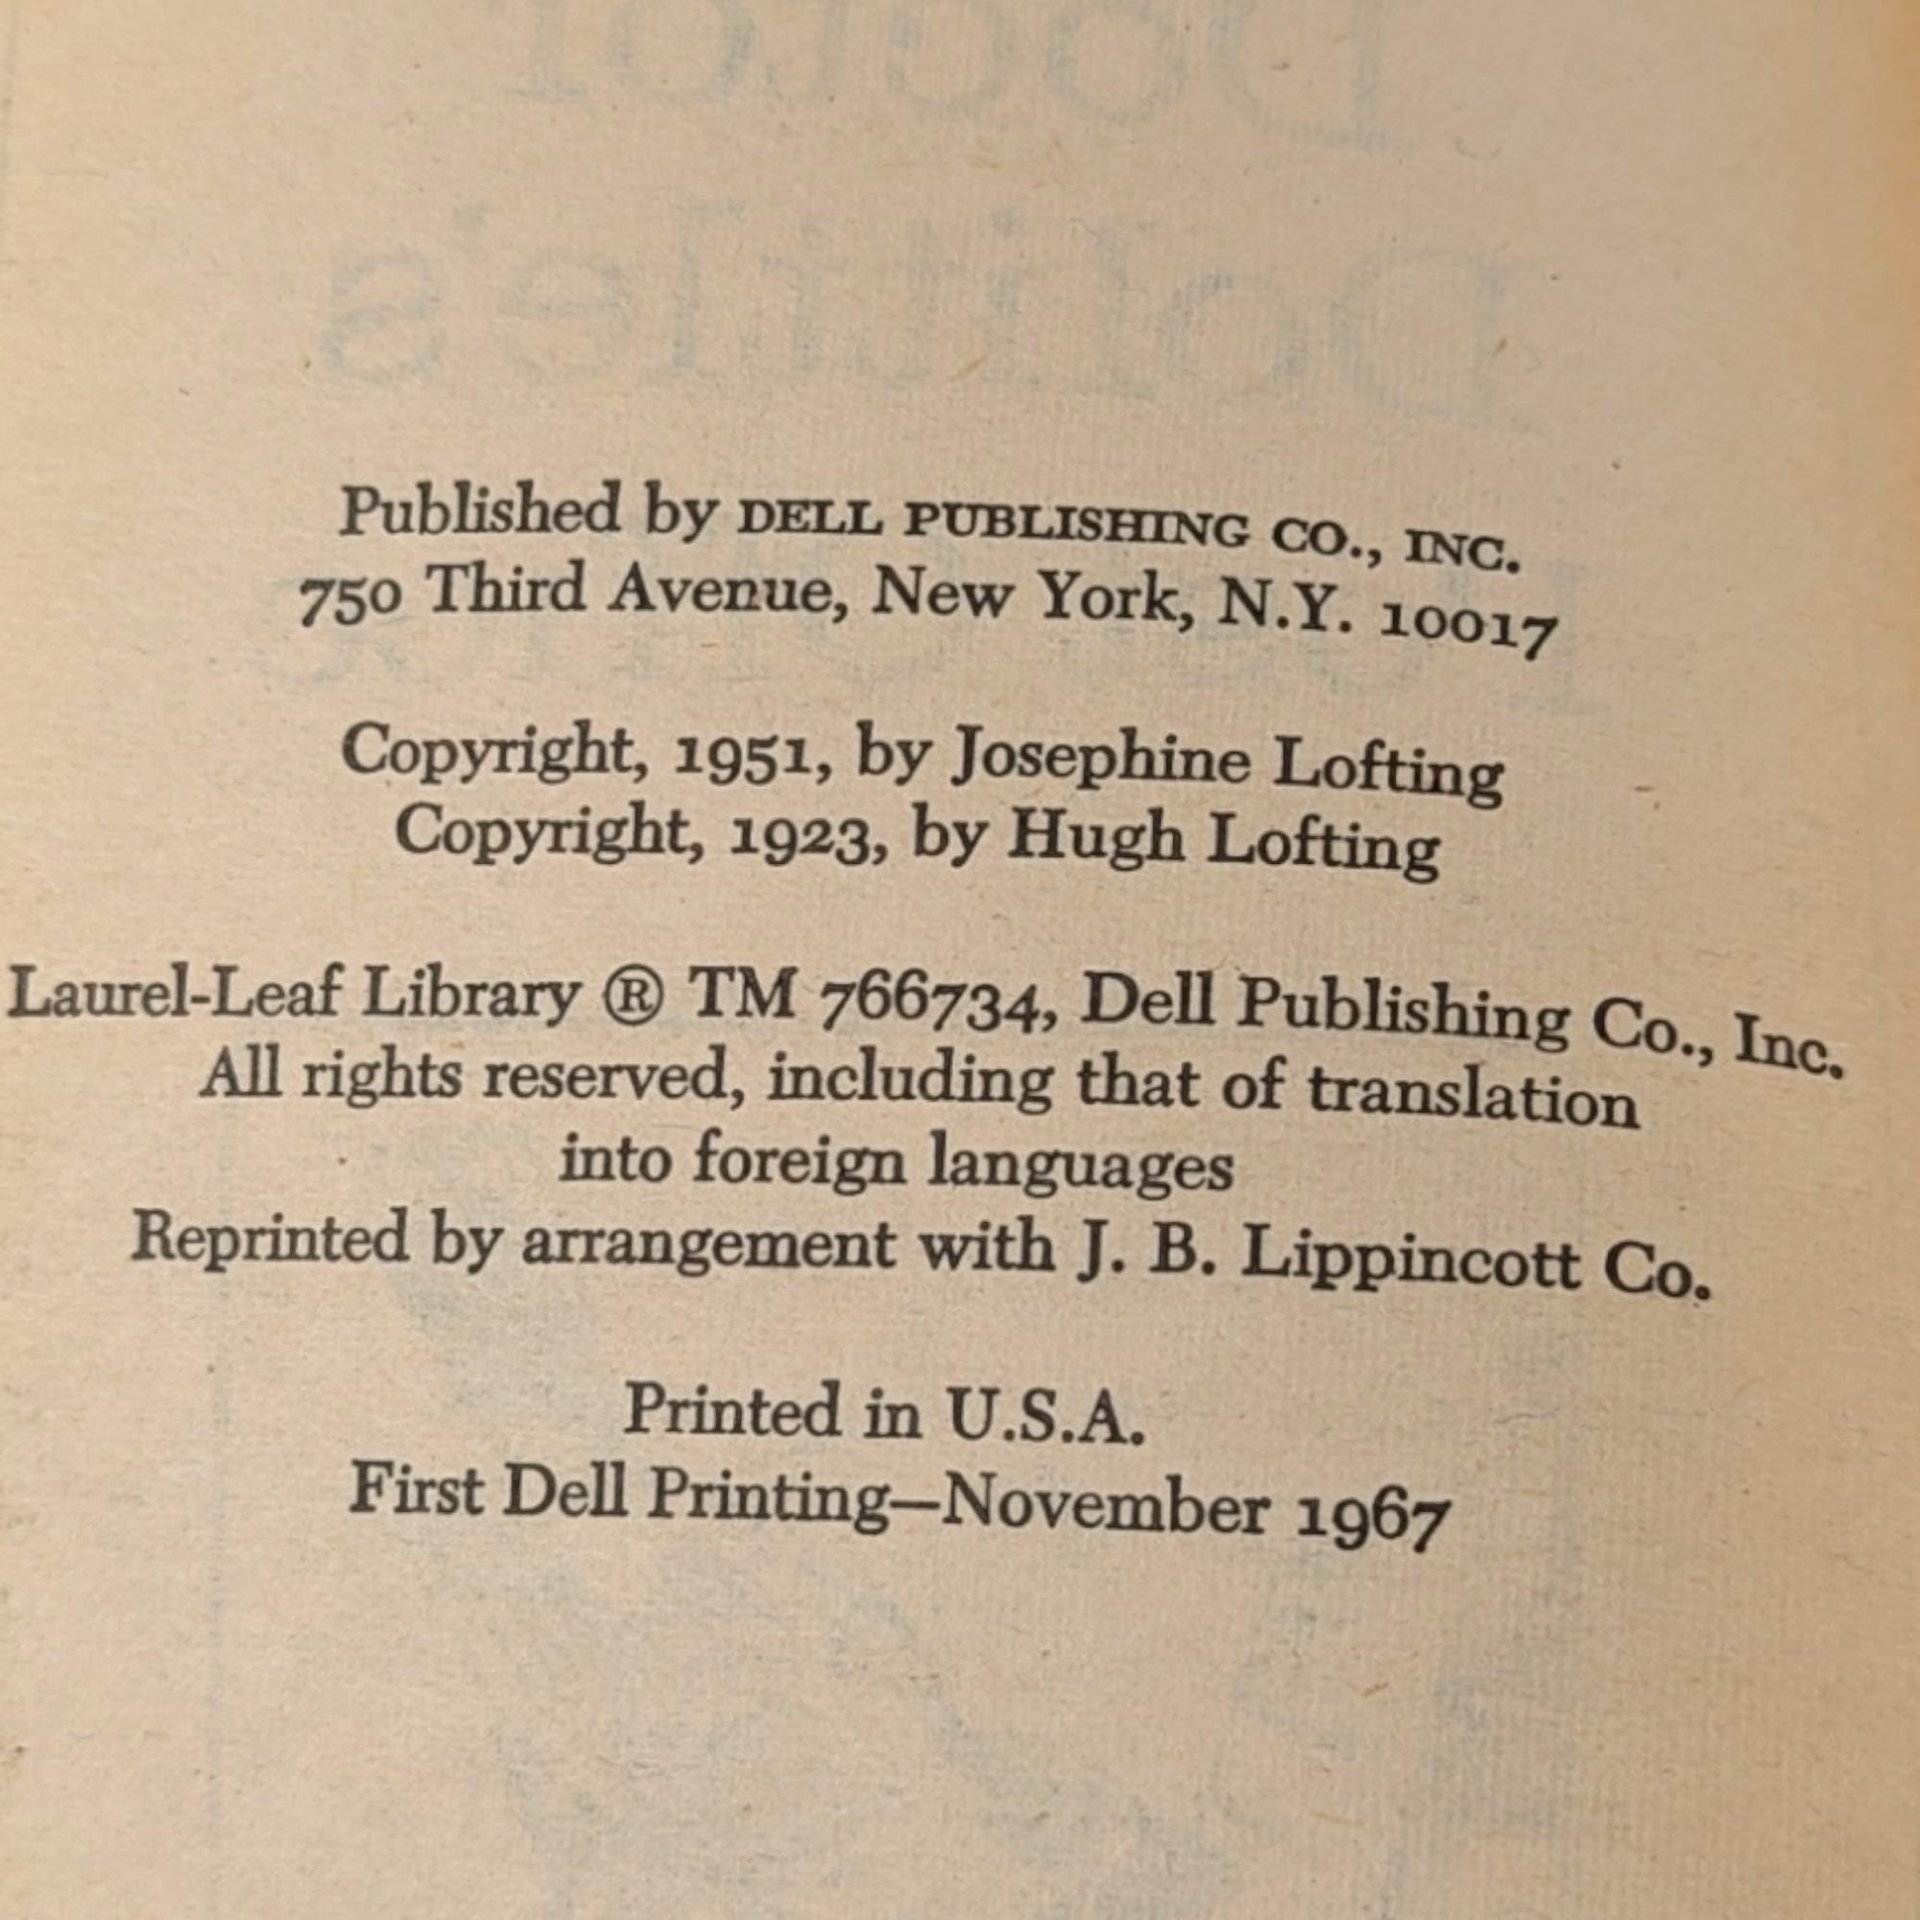 Doctor
Dolittle's
Published by DELL PUBLISHING CO., INC.
750 Third Avenue, New York, N.Y. 10017
Copyright, 1951, by Josephine Lofting
Copyright, 1923, by Hugh Lofting
Laurel-Leaf Library ® TM 766734, Dell Publishing Co., Inc.
All rights reserved, including that of translation
into foreign languages
Reprinted by arrangement with J. B. Lippincott Co.
Printed in U.S.A.
First Dell Printing—November 1967